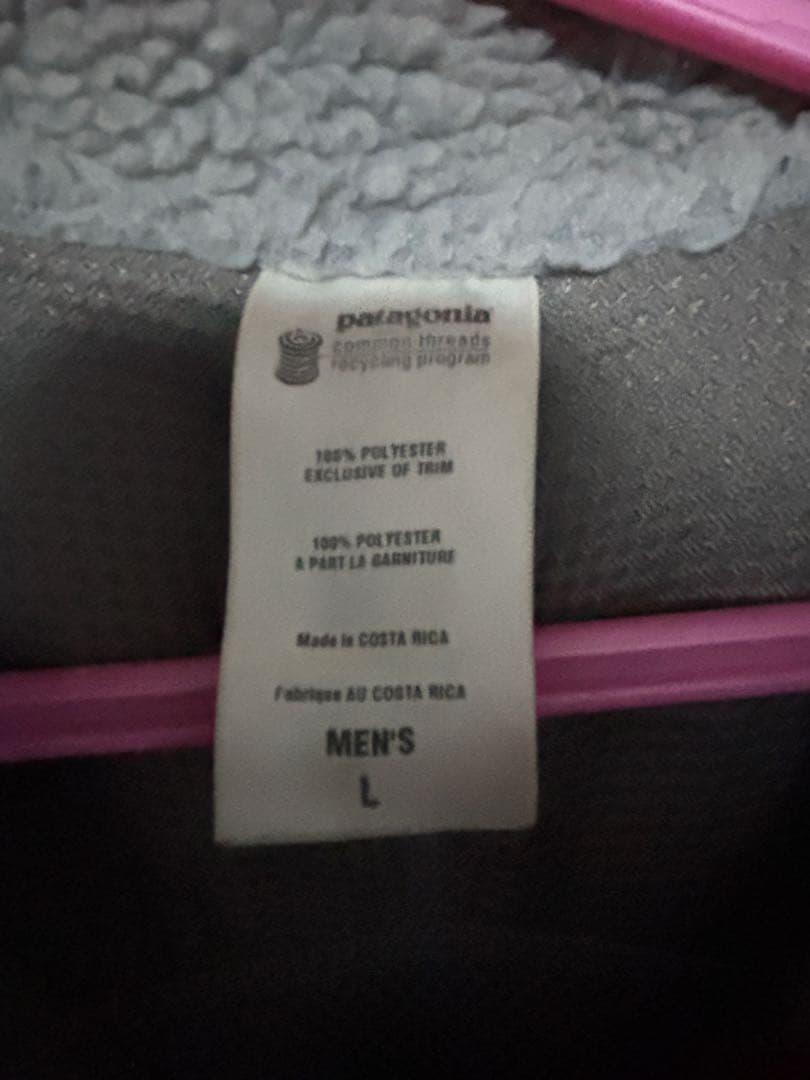 patagonia
common threads
recycling program
100% POLYESTER
EXCLUSIVE OF TRIM
100% POLYESTER
A PART LA GARNITURE
Made in COSTA RICA
Fabrique AU COSTA RICA
MEN'S
L